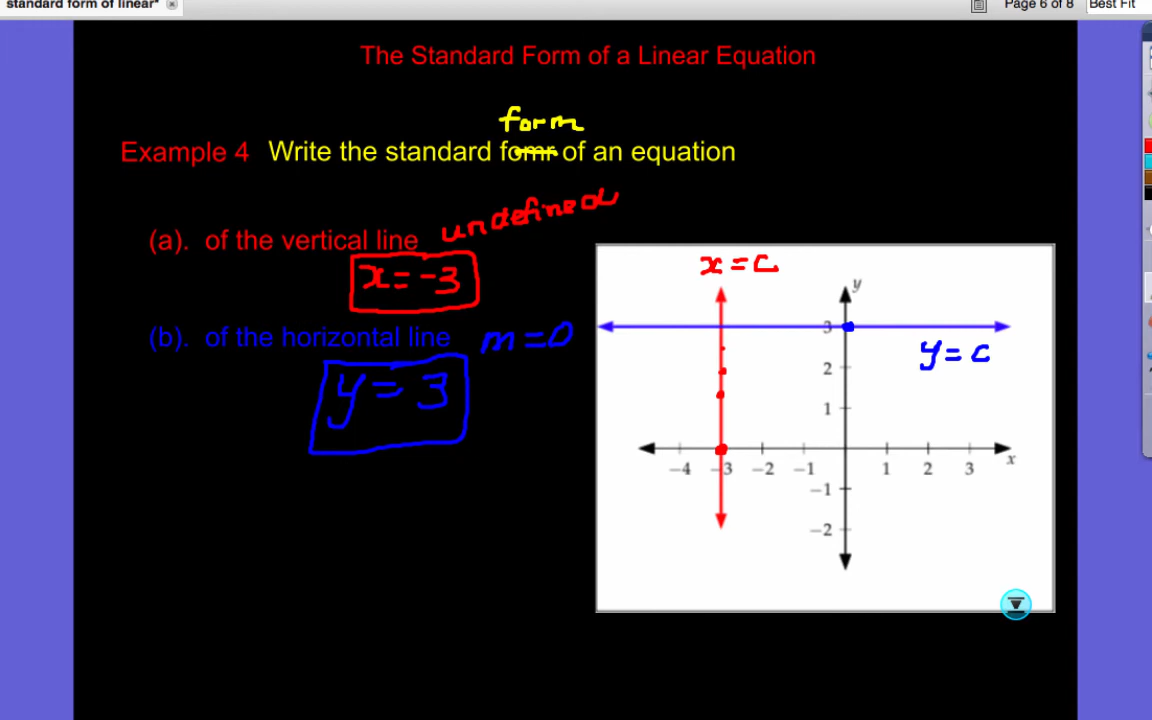 standard form of linear*
Page 6 of 8
Best Fit
The Standard Form of a Linear Equation
form
Example 4 Write the standard fomr of an equation
undefined
(a). of the vertical line
x = -3
(b). of the horizontal line m = 0
y = 3
x = c
y
3
y = c
2
1
-4 -3 -2 -1 1 2 3 x
-1
-2